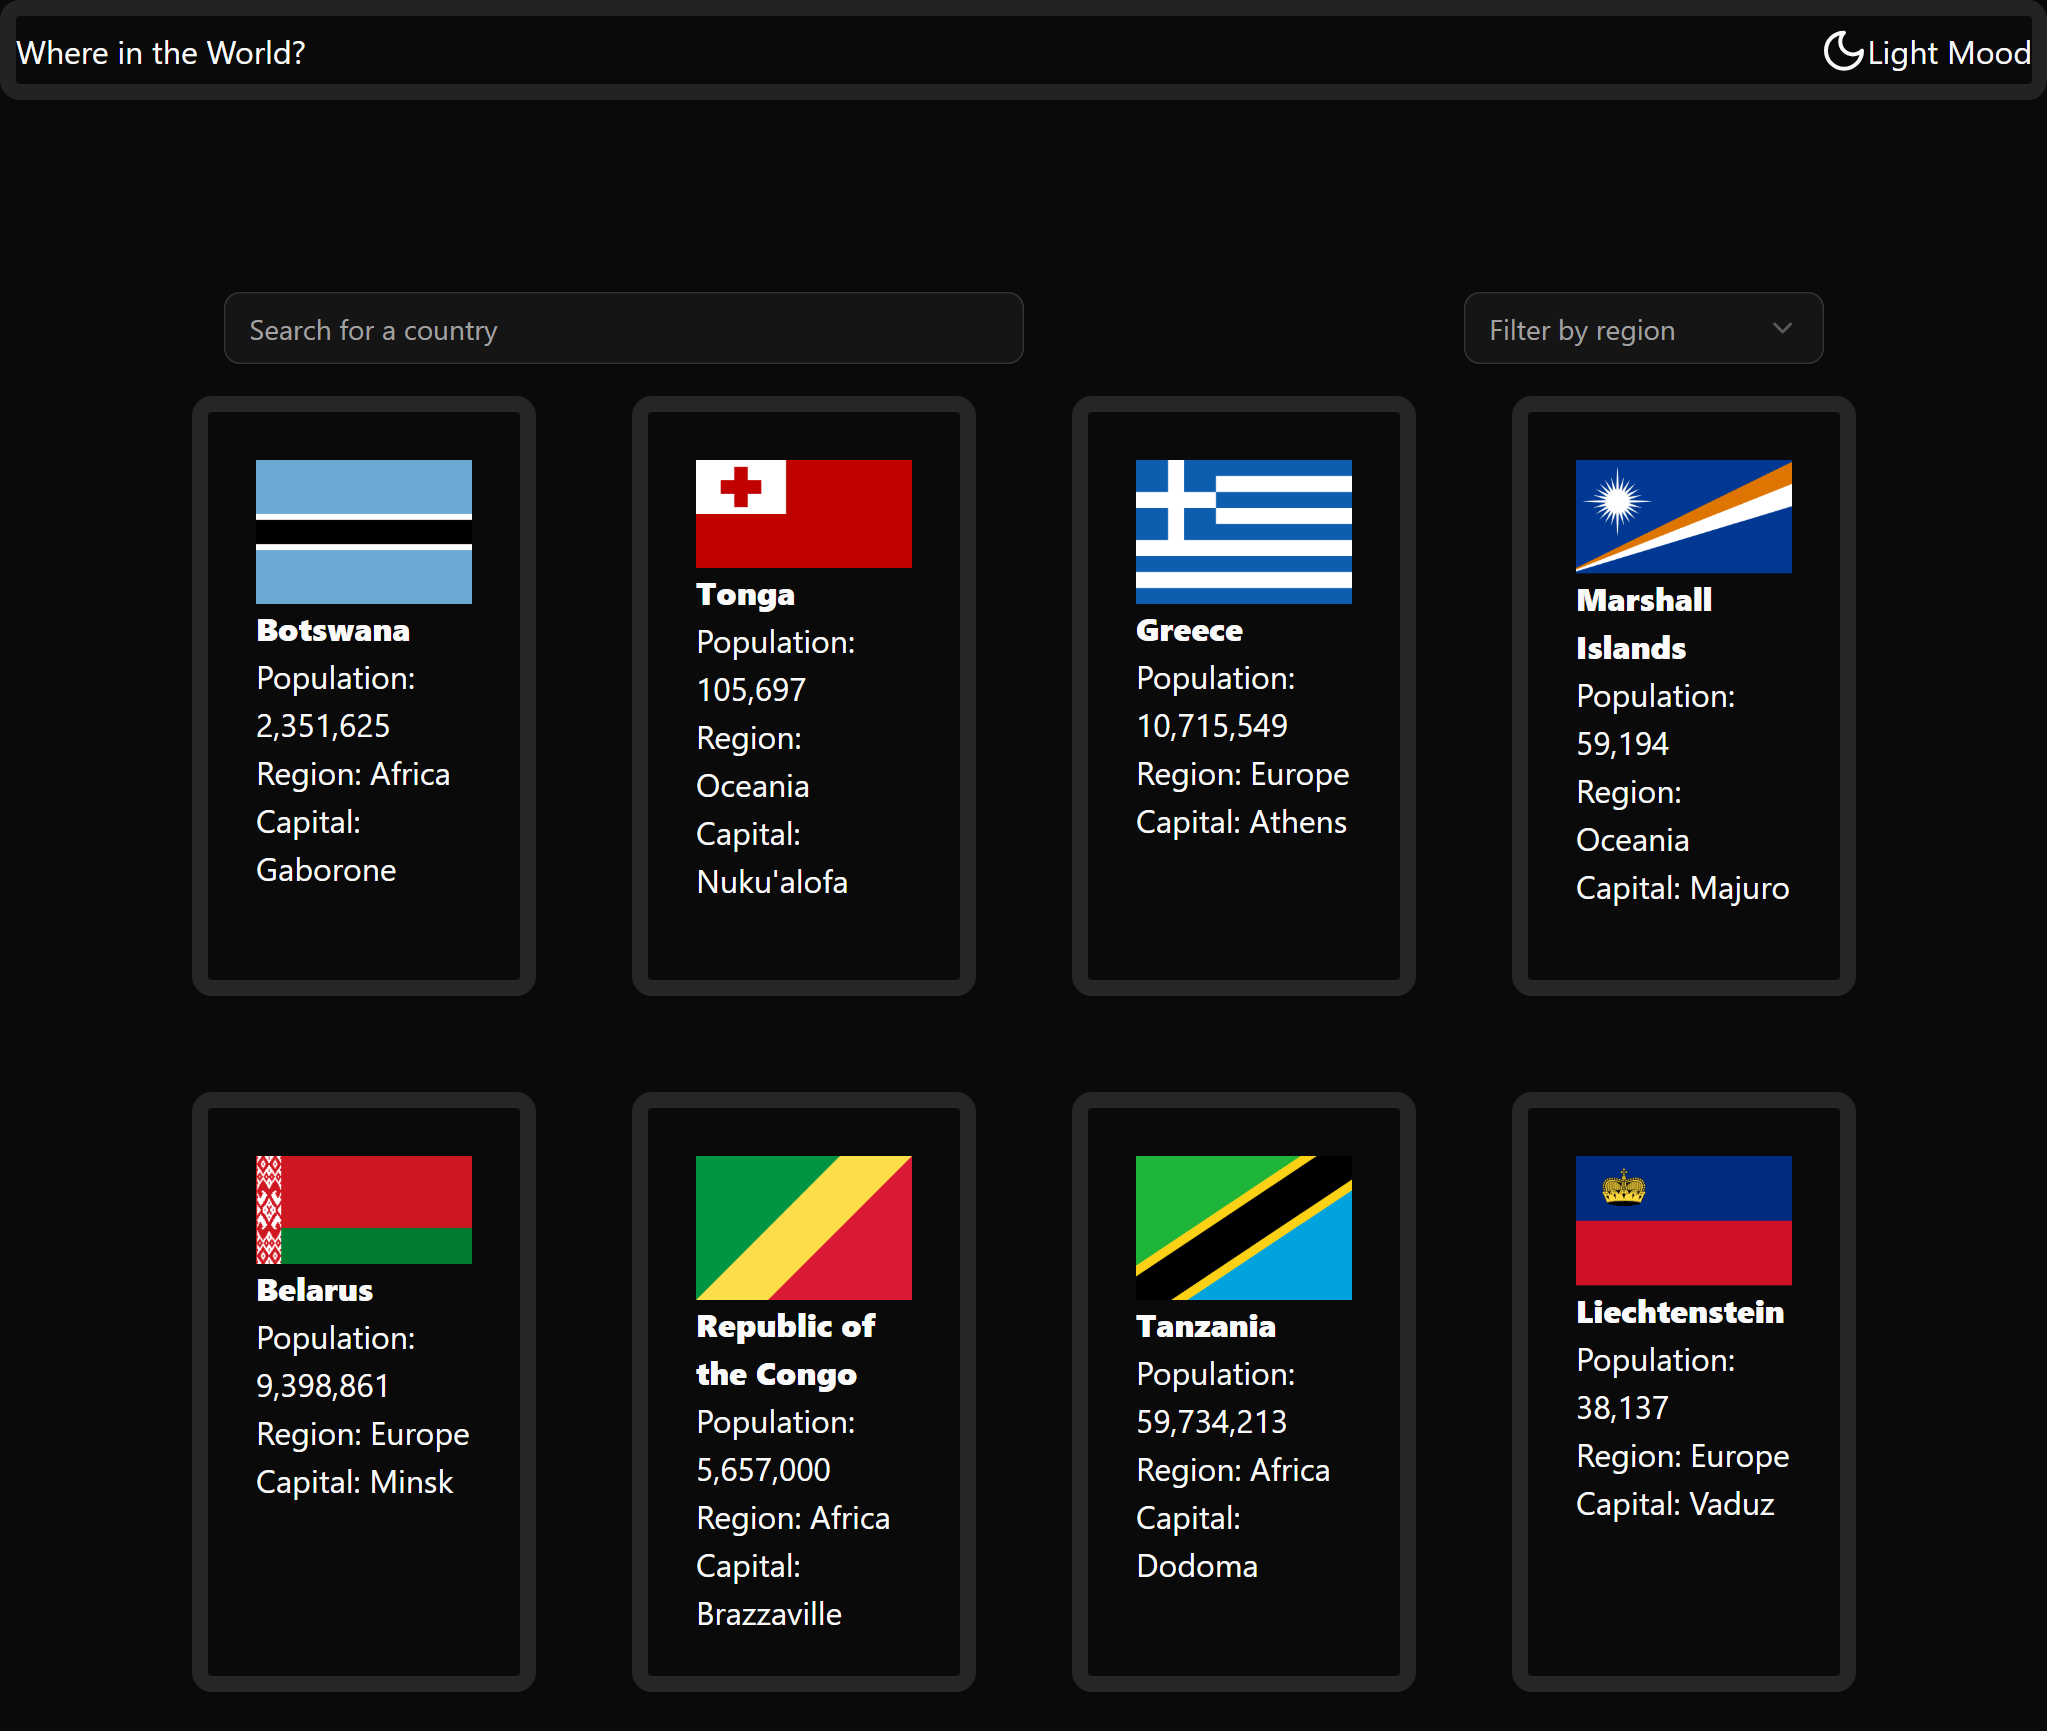 Where in the World?
Light Mood
Search for a country
Filter by region
Botswana
Population:
2,351,625
Region: Africa
Capital:
Gaborone
Tonga
Population:
105,697
Region:
Oceania
Capital:
Nuku'alofa
Greece
Population:
10,715,549
Region: Europe
Capital: Athens
Marshall
Islands
Population:
59,194
Region:
Oceania
Capital: Majuro
Belarus
Population:
9,398,861
Region: Europe
Capital: Minsk
Republic of
the Congo
Population:
5,657,000
Region: Africa
Capital:
Brazzaville
Tanzania
Population:
59,734,213
Region: Africa
Capital:
Dodoma
Liechtenstein
Population:
38,137
Region: Europe
Capital: Vaduz